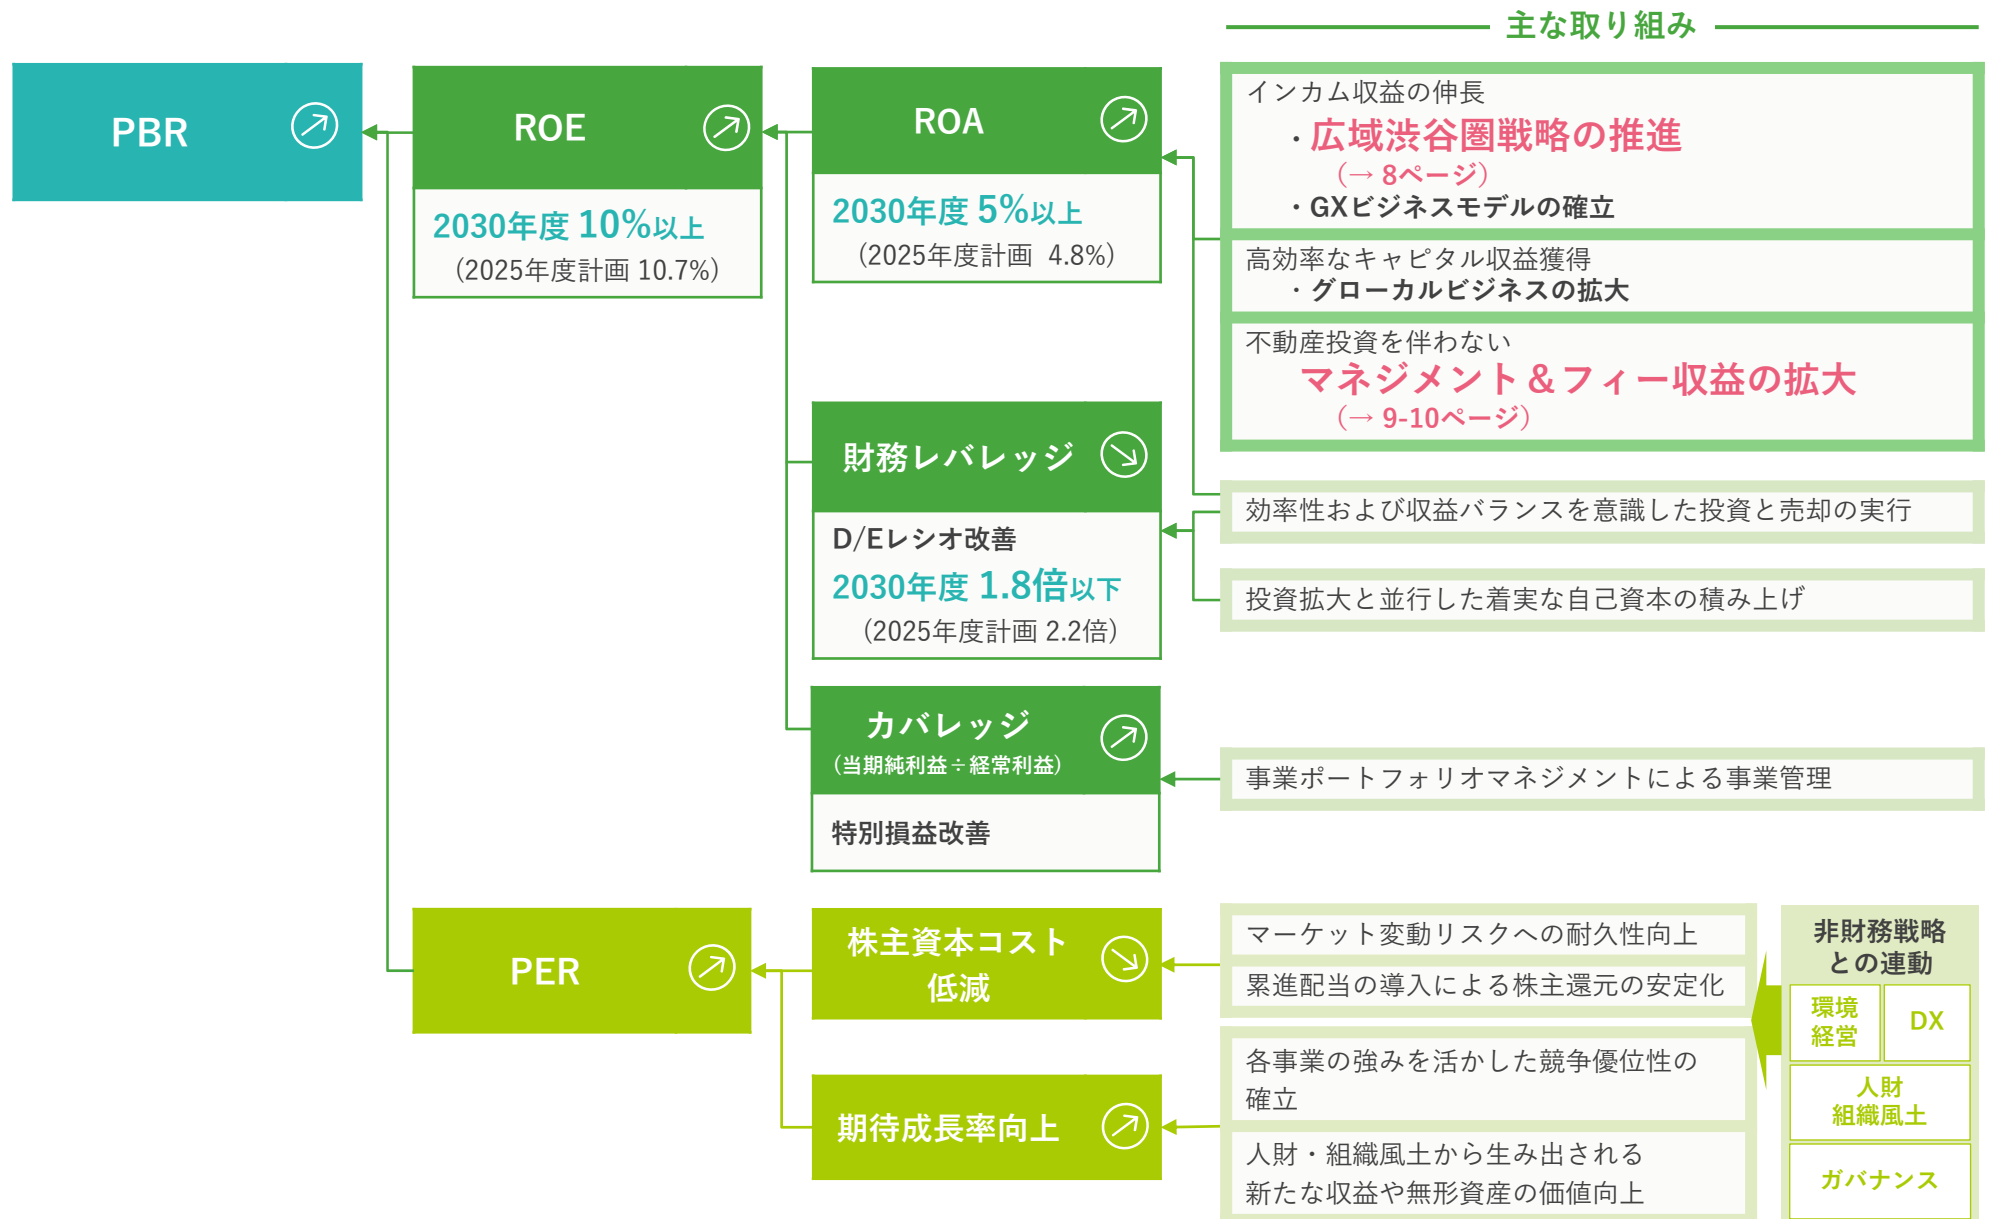 主な取り組み
PBR
ROE
2030年度 10%以上
（2025年度計画 10.7%）
ROA
2030年度 5%以上
（2025年度計画 4.8%）
インカム収益の伸長
・広域渋谷圏戦略の推進
（→ 8ページ）
・GXビジネスモデルの確立
高効率なキャピタル収益獲得
・グローカルビジネスの拡大
不動産投資を伴わない
マネジメント＆フィー収益の拡大
（→ 9-10ページ）
財務レバレッジ
D/Eレシオ改善
2030年度 1.8倍以下
（2025年度計画 2.2倍）
効率性および収益バランスを意識した投資と売却の実行
投資拡大と並行した着実な自己資本の積み上げ
カバレッジ
（当期純利益÷経常利益）
特別損益改善
事業ポートフォリオマネジメントによる事業管理
PER
株主資本コスト
低減
マーケット変動リスクへの耐久性向上
累進配当の導入による株主還元の安定化
期待成長率向上
各事業の強みを活かした競争優位性の
確立
人財・組織風土から生み出される
新たな収益や無形資産の価値向上
非財務戦略
との連動
環境
経営
DX
人財
組織風土
ガバナンス